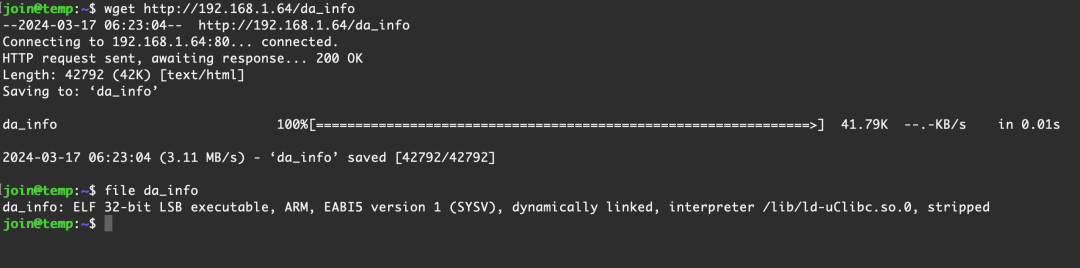 join@temp:~$ wget http://192.168.1.64/da_info
--2024-03-17 06:23:04--  http://192.168.1.64/da_info
Connecting to 192.168.1.64:80... connected.
HTTP request sent, awaiting response... 200 OK
Length: 42792 (42K) [text/html]
Saving to: ‘da_info’
da_info                            100%[================================================================>]  41.79K  --.-KB/s    in 0.01s
2024-03-17 06:23:04 (3.11 MB/s) - ‘da_info’ saved [42792/42792]
join@temp:~$ file da_info
da_info: ELF 32-bit LSB executable, ARM, EABI5 version 1 (SYSV), dynamically linked, interpreter /lib/ld-uClibc.so.0, stripped
join@temp:~$